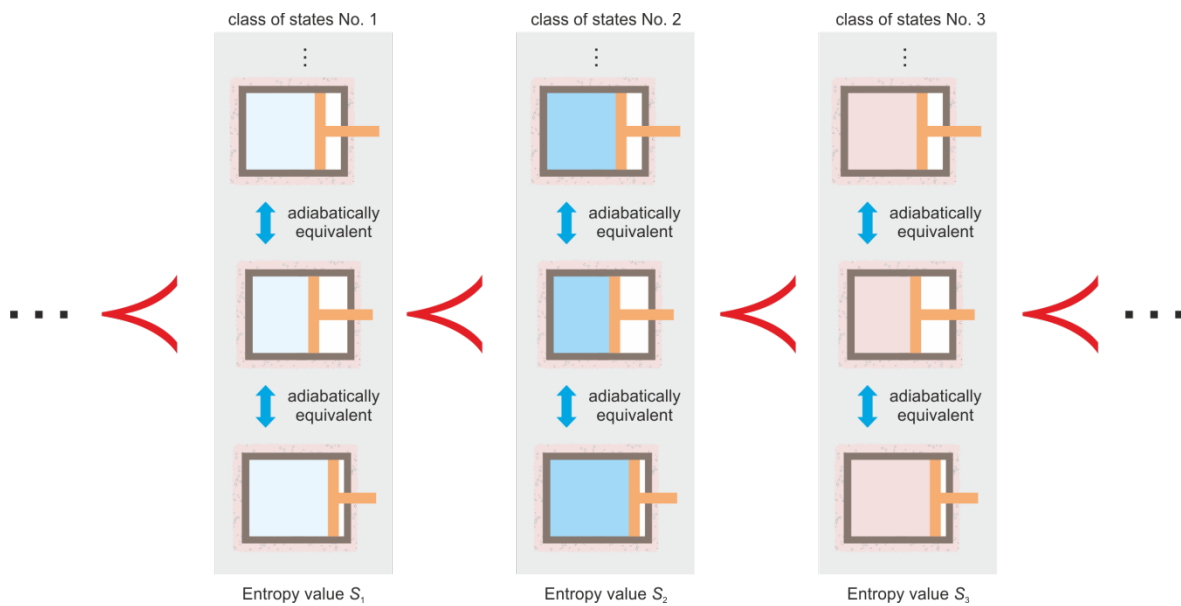 class of states No. 1
class of states No. 2
class of states No. 3
adiabatically
equivalent
adiabatically
equivalent
adiabatically
equivalent
adiabatically
equivalent
adiabatically
equivalent
adiabatically
equivalent
Entropy value S₁
Entropy value S₂
Entropy value S₃